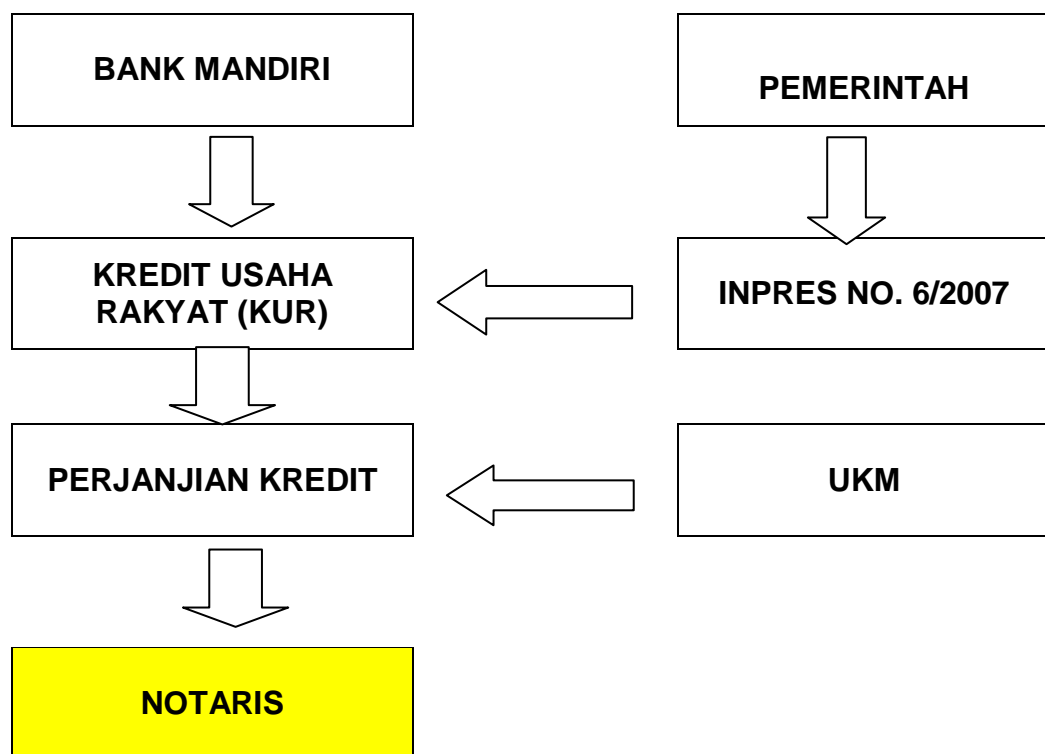 BANK MANDIRI
PEMERINTAH
KREDIT USAHA
RAKYAT (KUR)
INPRES NO. 6/2007
PERJANJIAN KREDIT
UKM
NOTARIS